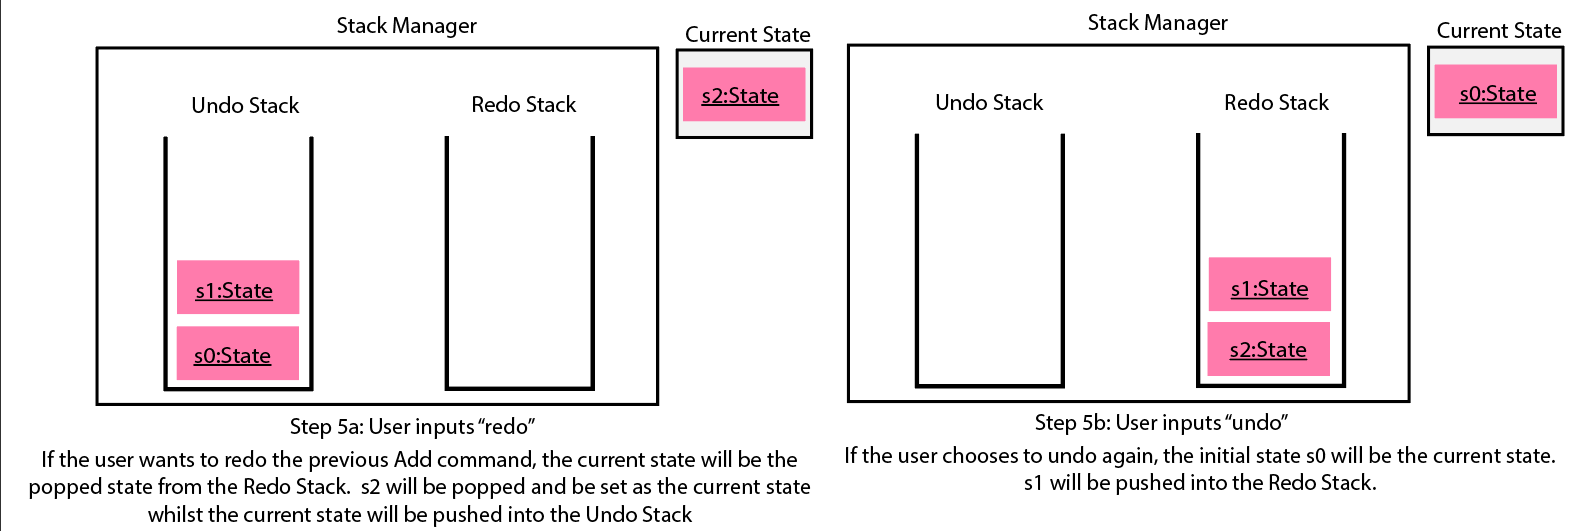 Stack Manager
Current State
s2:State
Undo Stack
Redo Stack
s1:State
s0:State
Step 5a: User inputs “redo”
If the user wants to redo the previous Add command, the current state will be the
popped state from the Redo Stack.  s2 will be popped and be set as the current state
whilst the current state will be pushed into the Undo Stack
Stack Manager
Current State
s0:State
Undo Stack
Redo Stack
s1:State
s2:State
Step 5b: User inputs “undo”
If the user chooses to undo again, the initial state s0 will be the current state.
s1 will be pushed into the Redo Stack.